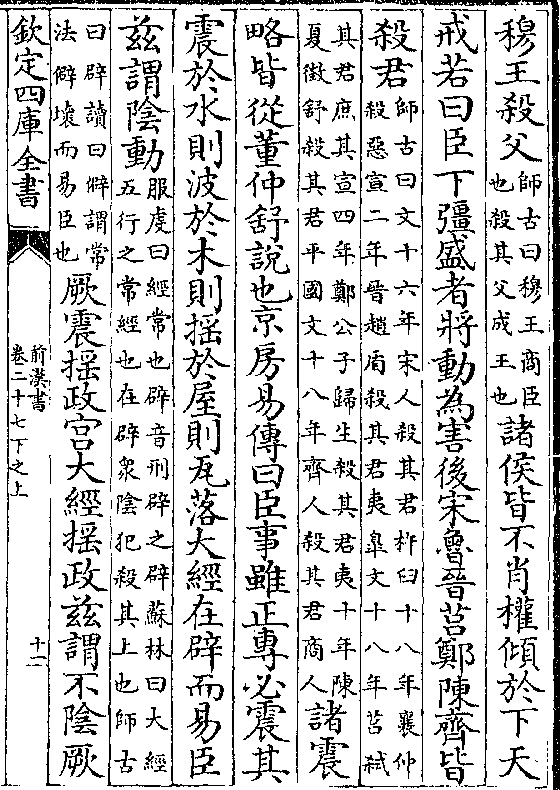 穆王殺父師古曰穆王商臣也殺其父成王也諸侯皆不肖權傾於下天
戒若曰臣下彊盛者將動為害後宋魯晉莒鄭陳齊皆
殺君師古曰文十六年宋人殺其君杵臼十八年襄仲殺惡宣二年晉趙盾殺其君夷臯文十八年莒弑
其君庶其宣四年鄭公子歸生殺其君夷十年陳夏徵舒殺其君平國文十八年齊人殺其君商人諸震
略皆從董仲舒說也京房易傳曰臣事雖正專必震其
震於水則波於木則揺於屋則瓦落大經在辟而易臣
兹謂陰動服虔曰經常也辟音刑辟之辟蘇林曰大經五行之常經也在辟衆陰犯殺其上也師古
曰辟讀曰僻謂常法僻壞而易臣也厥震揺政宫大經揺政兹謂不陰厥
欽定四庫全書
前漢書
卷二十七下之上
十二